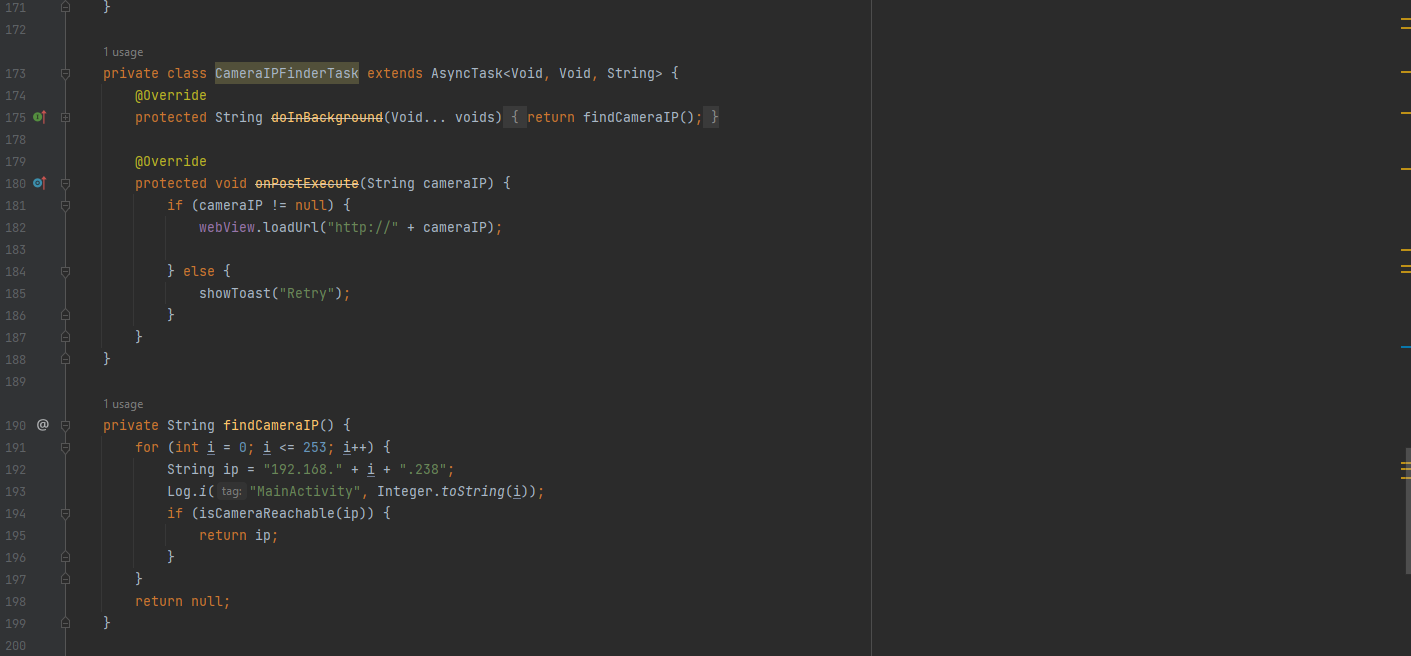 171 }
172
1 usage
173 private class CameraIPFinderTask extends AsyncTask<Void, Void, String> {
174 @Override
175 protected String doInBackground(Void... voids) { return findCameraIP(); }
178
179 @Override
180 protected void onPostExecute(String cameraIP) {
181 if (cameraIP != null) {
182 webView.loadUrl("http://" + cameraIP);
183
184 } else {
185 showToast("Retry");
186 }
187 }
188 }
189
1 usage
190 @ private String findCameraIP() {
191 for (int i = 0; i <= 253; i++) {
192 String ip = "192.168." + i + ".238";
193 Log.i( tag: "MainActivity", Integer.toString(i));
194 if (isCameraReachable(ip)) {
195 return ip;
196 }
197 }
198 return null;
199 }
200